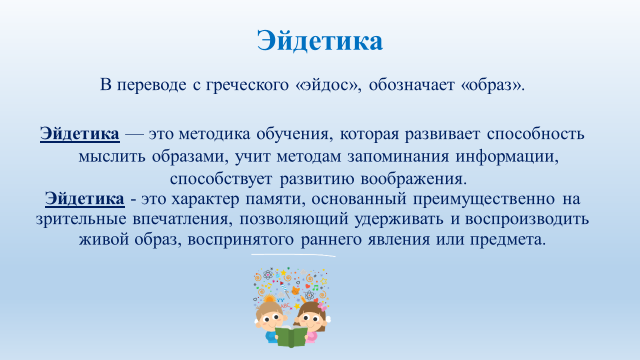 Эйдетика
В переводе с греческого «эйдос», обозначает «образ».
Эйдетика — это методика обучения, которая развивает способность
мыслить образами, учит методам запоминания информации,
способствует развитию воображения.
Эйдетика - это характер памяти, основанный преимущественно на
зрительные впечатления, позволяющий удерживать и воспроизводить
живой образ, воспринятого раннего явления или предмета.